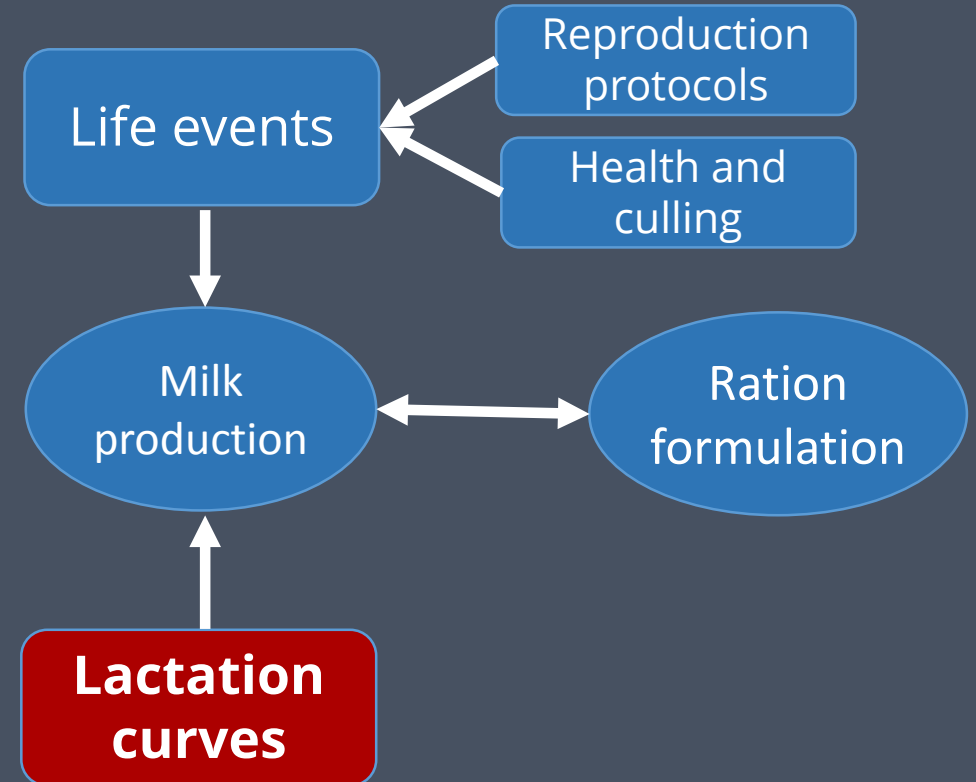 Reproduction
protocols
Life events
Health and
culling
Milk
production
Ration
formulation
Lactation
curves